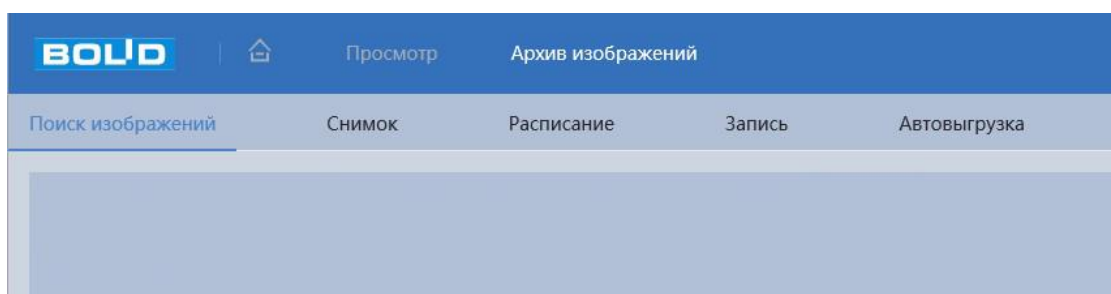 BOLID Просмотр Архив изображений
Поиск изображений Снимок Расписание Запись Автовыгрузка